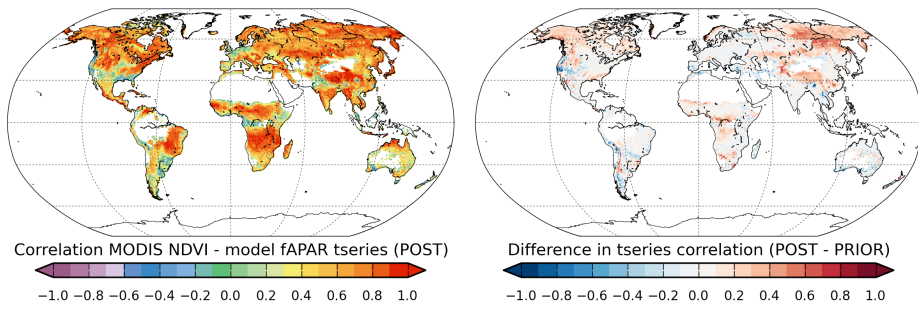 Correlation MODIS NDVI - model fAPAR tseries (POST)
−1.0 −0.8 −0.6 −0.4 −0.2 0.0 0.2 0.4 0.6 0.8 1.0
Difference in tseries correlation (POST - PRIOR)
−1.0 −0.8 −0.6 −0.4 −0.2 0.0 0.2 0.4 0.6 0.8 1.0